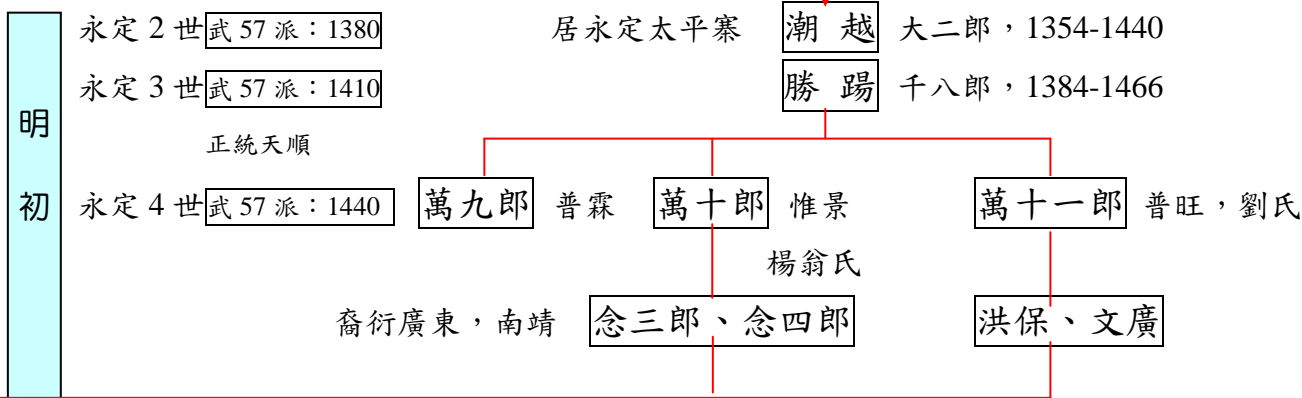 永定 2 世 武 57 派：1380 居永定太平寨 潮 越 大二郎，1354-1440
永定 3 世 武 57 派：1410 勝 踼 千八郎，1384-1466
明
正統天順
初 永定 4 世 武 57 派：1440 萬九郎 普霖 萬十郎 惟景 萬十一郎 普旺，劉氏
楊翁氏
裔衍廣東，南靖 念三郎、念四郎 洪保、文廣